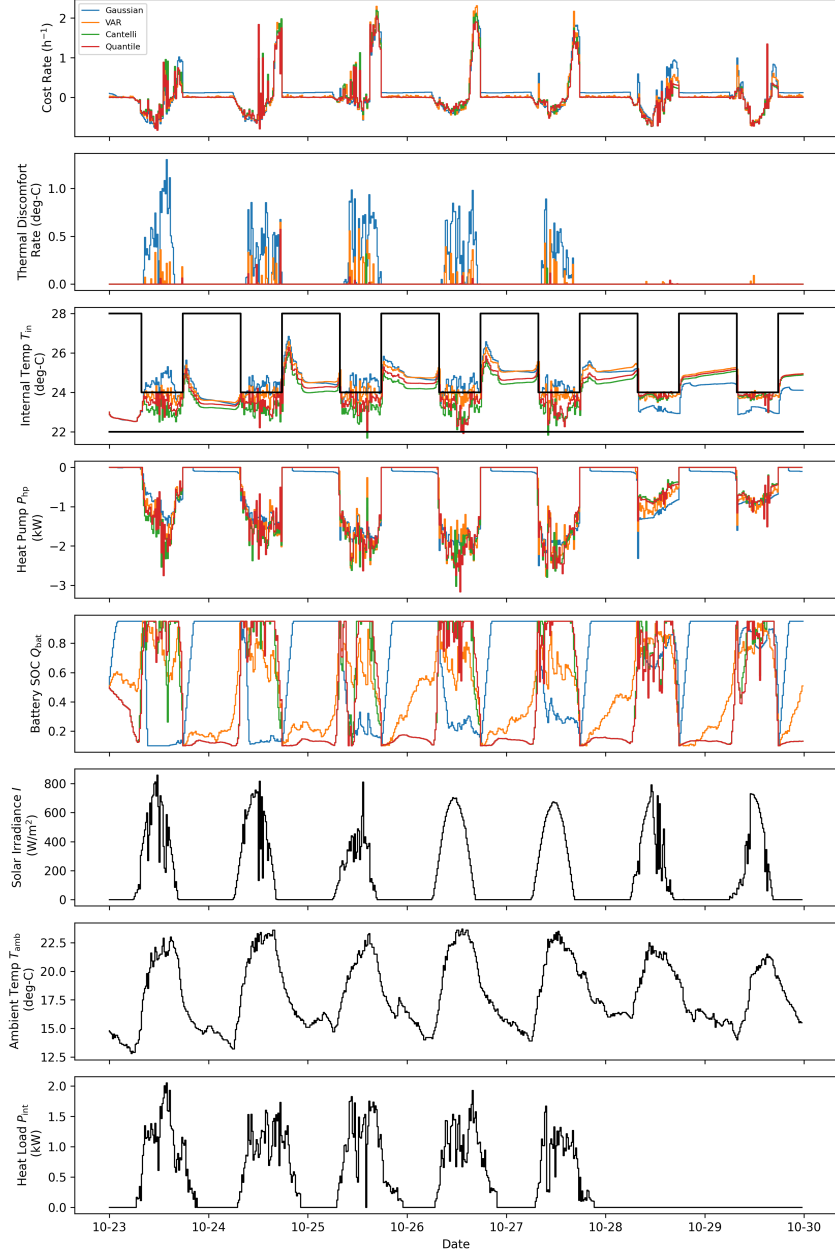 Cost Rate (h⁻¹)
2
1
0
Gaussian
VAR
Cantelli
Quantile
Thermal Discomfort
Rate (deg-C)
1.0
0.5
0.0
Internal Temp T_in
(deg-C)
28
26
24
22
Heat Pump P_hp
(kW)
0
−1
−2
−3
Battery SOC Q_bat
0.8
0.6
0.4
0.2
Solar Irradiance I
(W/m²)
800
600
400
200
0
Ambient Temp T_amb
(deg-C)
22.5
20.0
17.5
15.0
12.5
Heat Load P_int
(kW)
2.0
1.5
1.0
0.5
0.0
10-23 10-24 10-25 10-26 10-27 10-28 10-29 10-30
Date